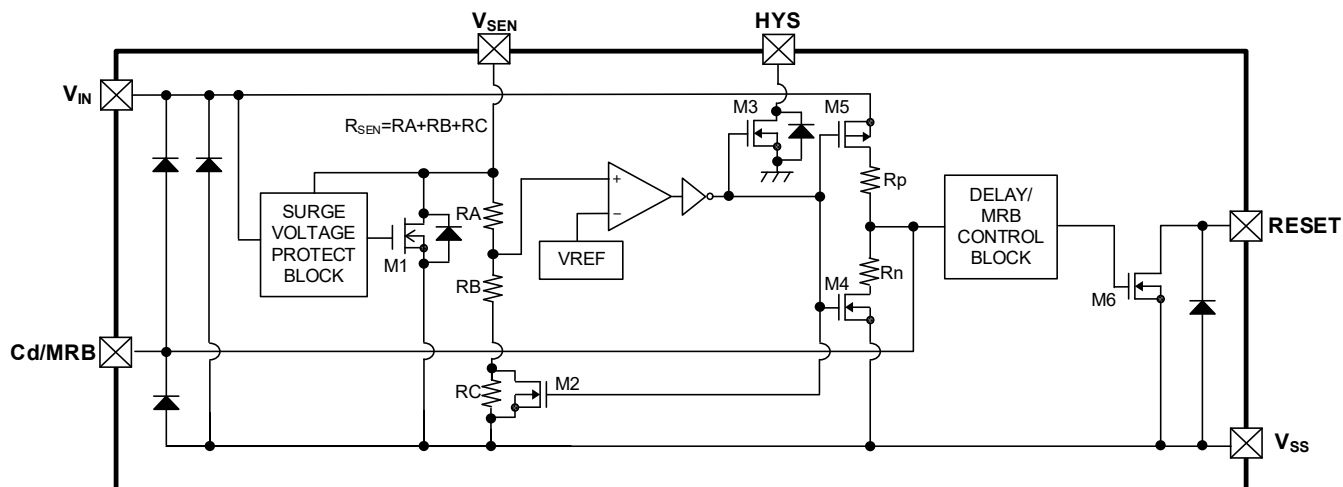 VSEN
HYS
VIN
M3
M5
RSEN=RA+RB+RC
Rp
SURGE
VOLTAGE
PROTECT
BLOCK
M1
RA
+
−
VREF
DELAY/
MRB
CONTROL
BLOCK
RESET
RB
Rn
M4
M6
Cd/MRB
RC
M2
VSS